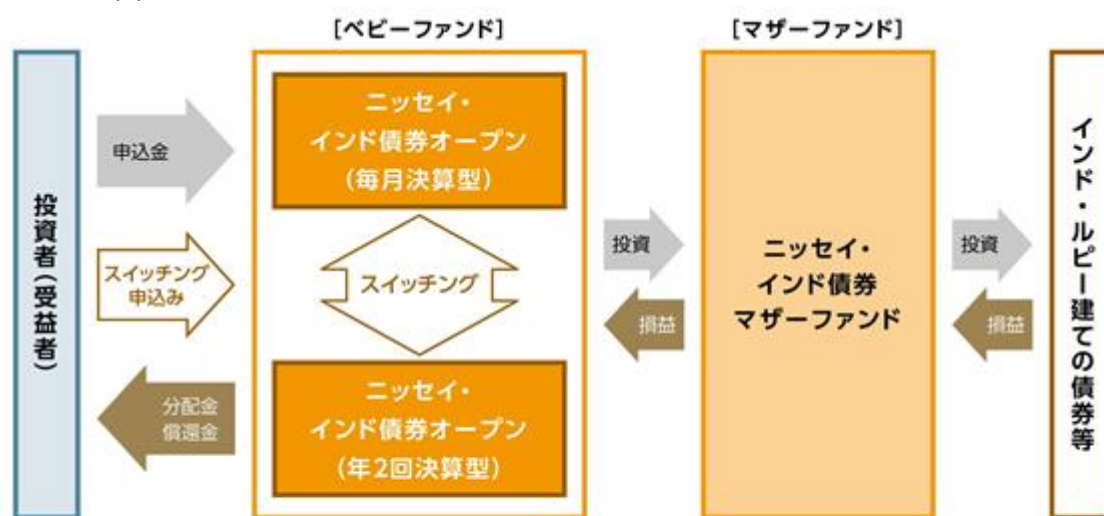 [ベビーファンド]
[マザーファンド]
投資者(受益者)
申込金
スイッチング
申込み
分配金
償還金
ニッセイ・
インド債券オープン
(毎月決算型)
スイッチング
ニッセイ・
インド債券オープン
(年2回決算型)
投資
損益
ニッセイ・
インド債券
マザーファンド
投資
損益
インド・ルピー建ての債券等